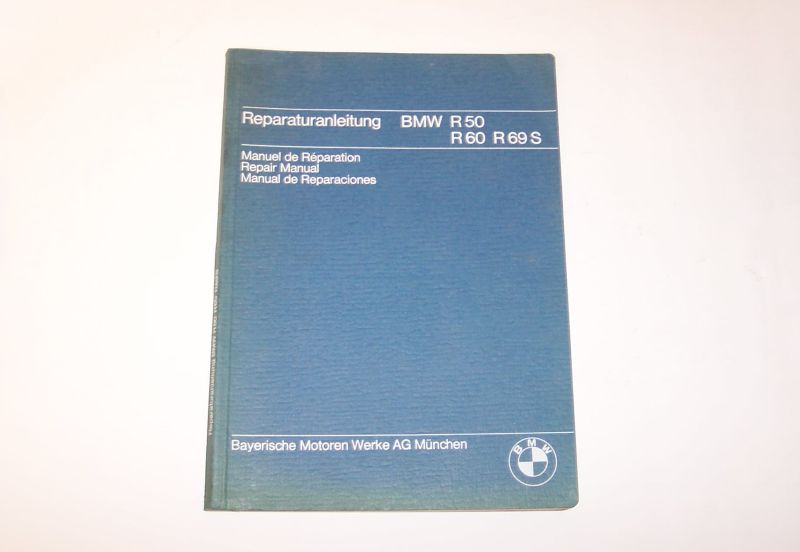 Reparaturanleitung BMW R 50
R 60 R 69 S
Manuel de Réparation
Repair Manual
Manual de Reparaciones
Bayerische Motoren Werke AG München
BMW